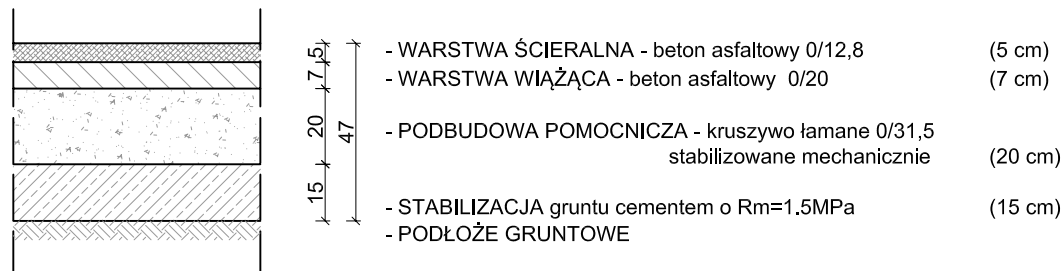 5
7
20
15
47
- WARSTWA ŚCIERALNA - beton asfaltowy 0/12,8 (5 cm)
- WARSTWA WIĄŻĄCA - beton asfaltowy 0/20 (7 cm)
- PODBUDOWA POMOCNICZA - kruszywo łamane 0/31,5
stabilizowane mechanicznie (20 cm)
- STABILIZACJA gruntu cementem o Rm=1.5MPa (15 cm)
- PODŁOŻE GRUNTOWE